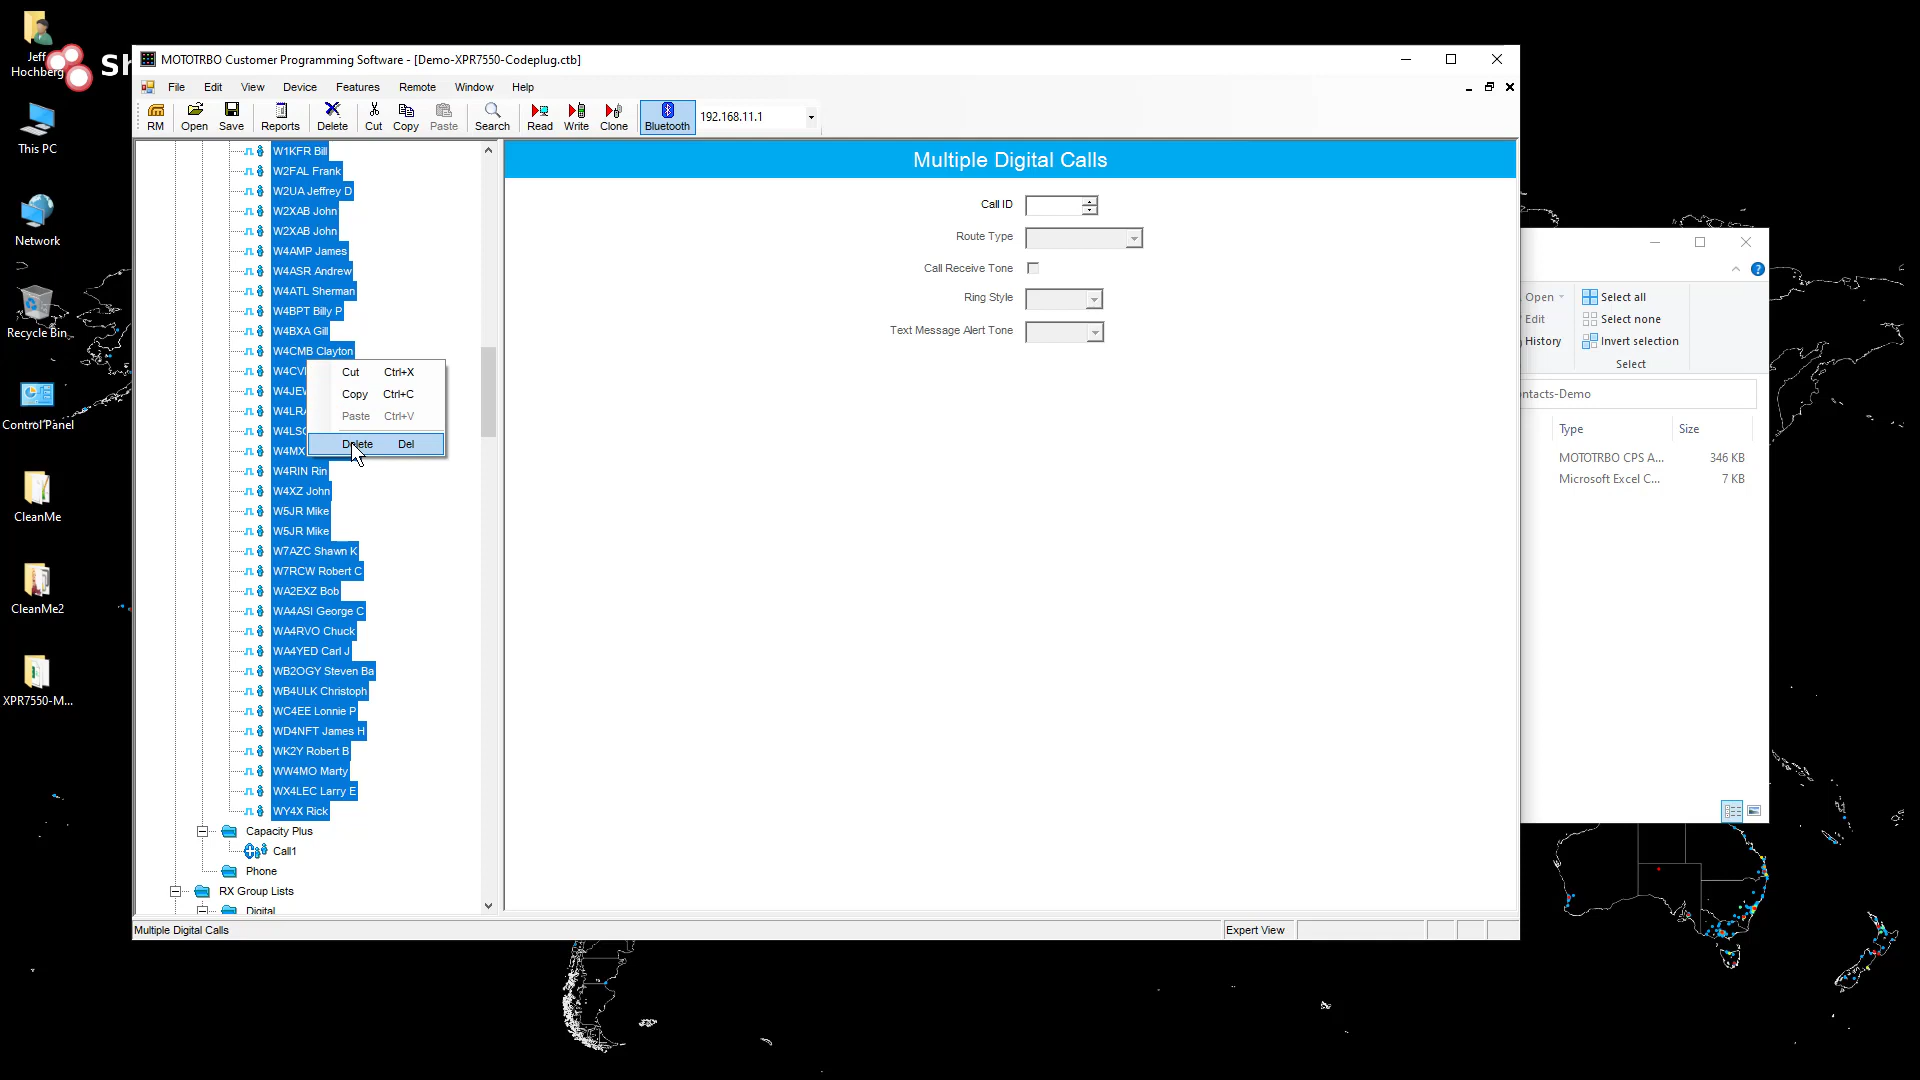 Jeff
Hochberg
Sh
This PC
Network
Recycle Bin
Control Panel
CleanMe
CleanMe2
XPR7550-M...
MOTOTRBO Customer Programming Software - [Demo-XPR7550-Codeplug.ctb]
File Edit View Device Features Remote Window Help
RM Open Save Reports Delete Cut Copy Paste Search Read Write Clone Bluetooth 192.168.11.1
W1KFR Bill
W2FAL Frank
W2UA Jeffrey D
W2XAB John
W2XAB John
W4AMP James
W4ASR Andrew
W4ATL Sherman
W4BPT Billy P
W4BXA Gill
W4CMB Clayton
W4CV
W4JE
W4LRA
W4LSC
W4MX
W4RIN Rin
W4XZ John
W5JR Mike
W5JR Mike
W7AZC Shawn K
W7RCW Robert C
WA2EXZ Bob
WA4ASI George C
WA4RVO Chuck
WA4YED Carl J
WB2OGY Steven Ba
WB4ULK Christoph
WC4EE Lonnie P
WD4NFT James H
WK2Y Robert B
WW4MO Marty
WX4LEC Larry E
WY4X Rick
Capacity Plus
Call1
Phone
RX Group Lists
Digital
Cut Ctrl+X
Copy Ctrl+C
Paste Ctrl+V
Delete Del
Multiple Digital Calls
Call ID
Route Type
Call Receive Tone
Ring Style
Text Message Alert Tone
Multiple Digital Calls
Expert View
Open
Edit
History
Select all
Select none
Invert selection
Select
ntacts-Demo
Type Size
MOTOTRBO CPS A... 346 KB
Microsoft Excel C... 7 KB